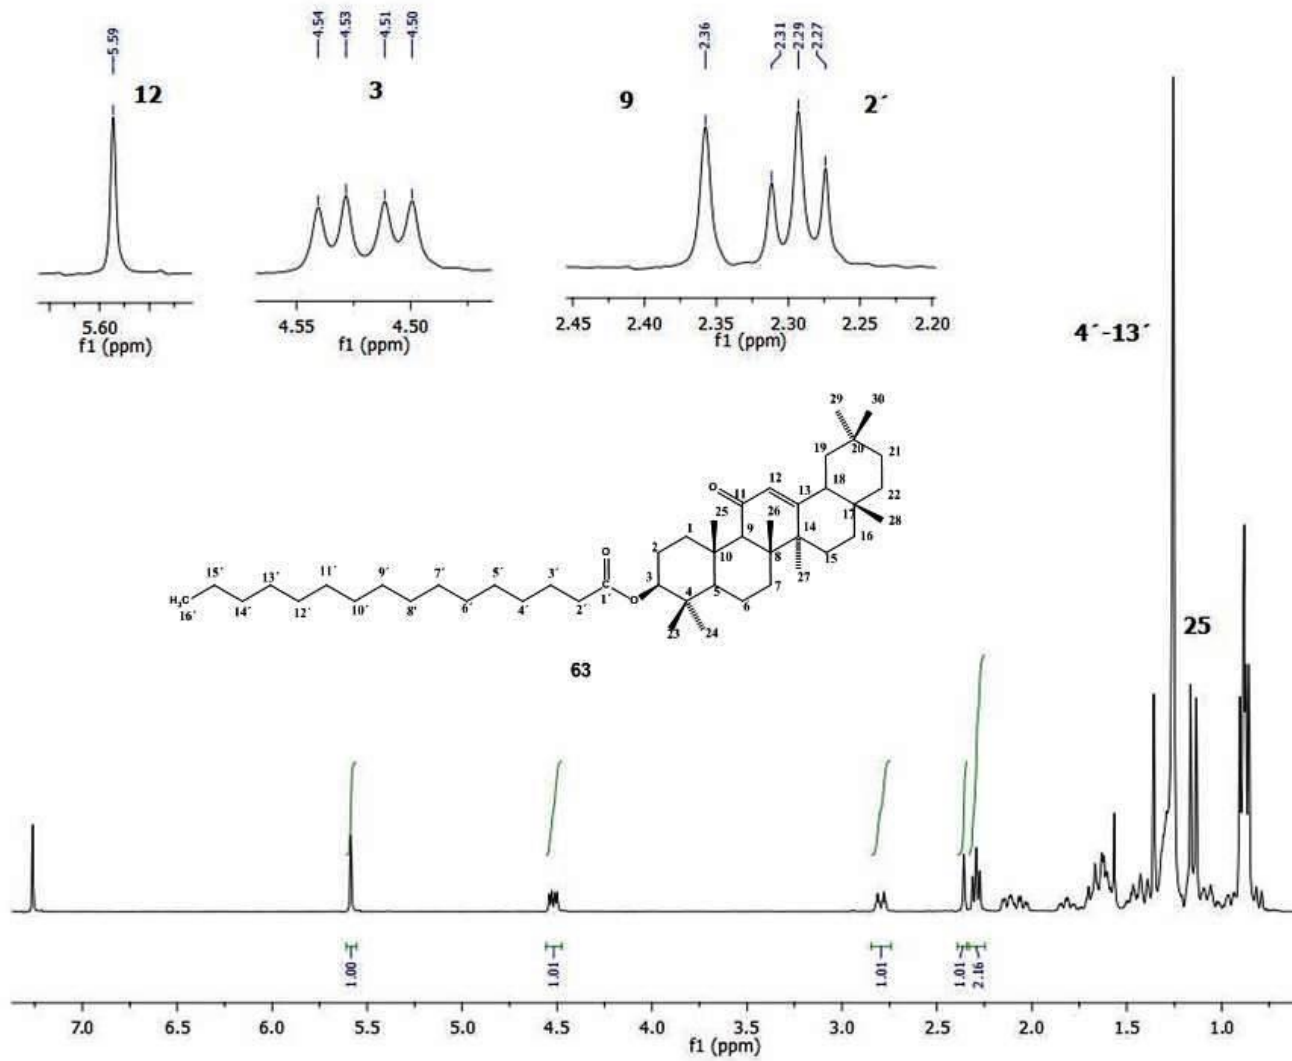 5.59
4.54
4.53
4.51
4.50
2.36
2.31
2.29
2.27
12
3
9
2´
5.60
f1 (ppm)
4.55 4.50
f1 (ppm)
2.45 2.40 2.35 2.30 2.25 2.20
f1 (ppm)
4´-13´
29 30
19 20 21
O 11 12 13 18 22
25 26 17 28
1 9 14 16
2 10 8 15
O 3 27
15´ 13´ 11´ 9´ 7´ 5´ 3´ 4 5 7
H₃C 1´ O 6
16´ 14´ 12´ 10´ 8´ 6´ 4´ 2´ 23 24
63
25
1.00
1.01
1.01
1.01
2.16
7.0 6.5 6.0 5.5 5.0 4.5 4.0 3.5 3.0 2.5 2.0 1.5 1.0
f1 (ppm)